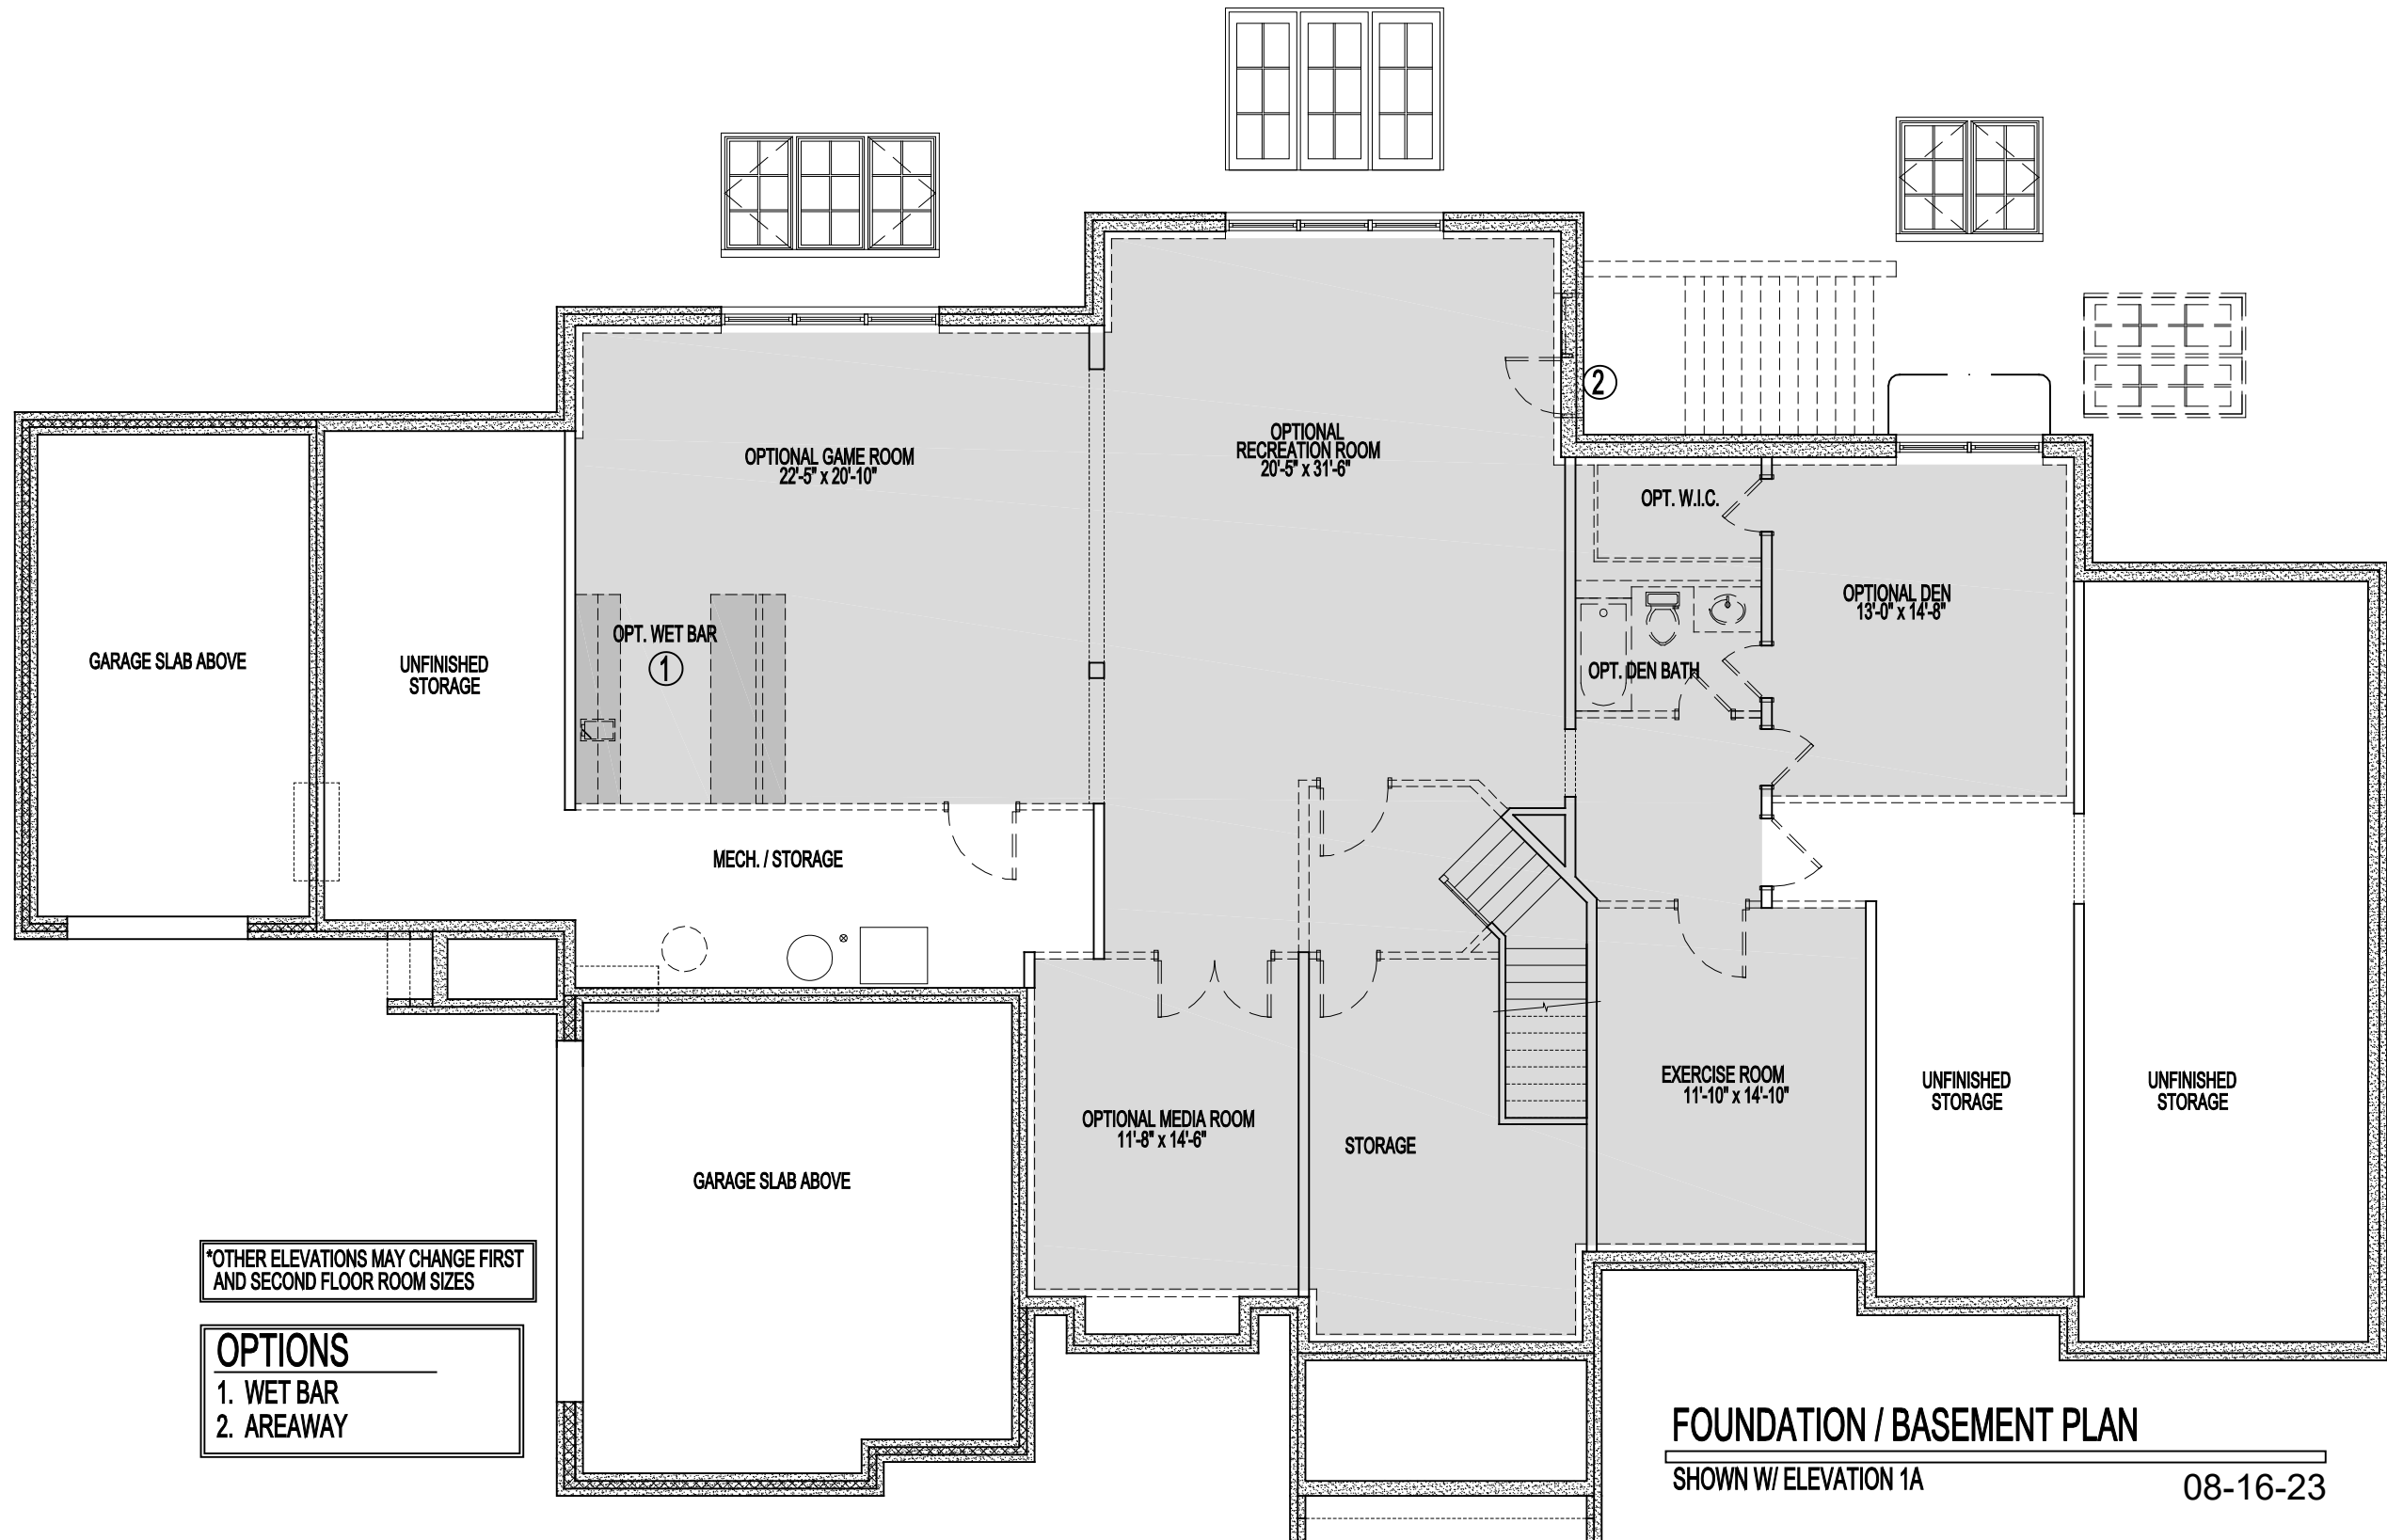 OPTIONAL GAME ROOM
22'-5" x 20'-10"
OPTIONAL
RECREATION ROOM
20'-5" x 31'-6"
2
OPT. W.I.C.
OPTIONAL DEN
13'-0" x 14'-8"
OPT. WET BAR
1
GARAGE SLAB ABOVE
UNFINISHED
STORAGE
OPT. DEN BATH
MECH. / STORAGE
EXERCISE ROOM
11'-10" x 14'-10"
UNFINISHED
STORAGE
UNFINISHED
STORAGE
OPTIONAL MEDIA ROOM
11'-8" x 14'-6"
STORAGE
GARAGE SLAB ABOVE
*OTHER ELEVATIONS MAY CHANGE FIRST
AND SECOND FLOOR ROOM SIZES
OPTIONS
1. WET BAR
2. AREAWAY
FOUNDATION / BASEMENT PLAN
SHOWN W/ ELEVATION 1A
08-16-23